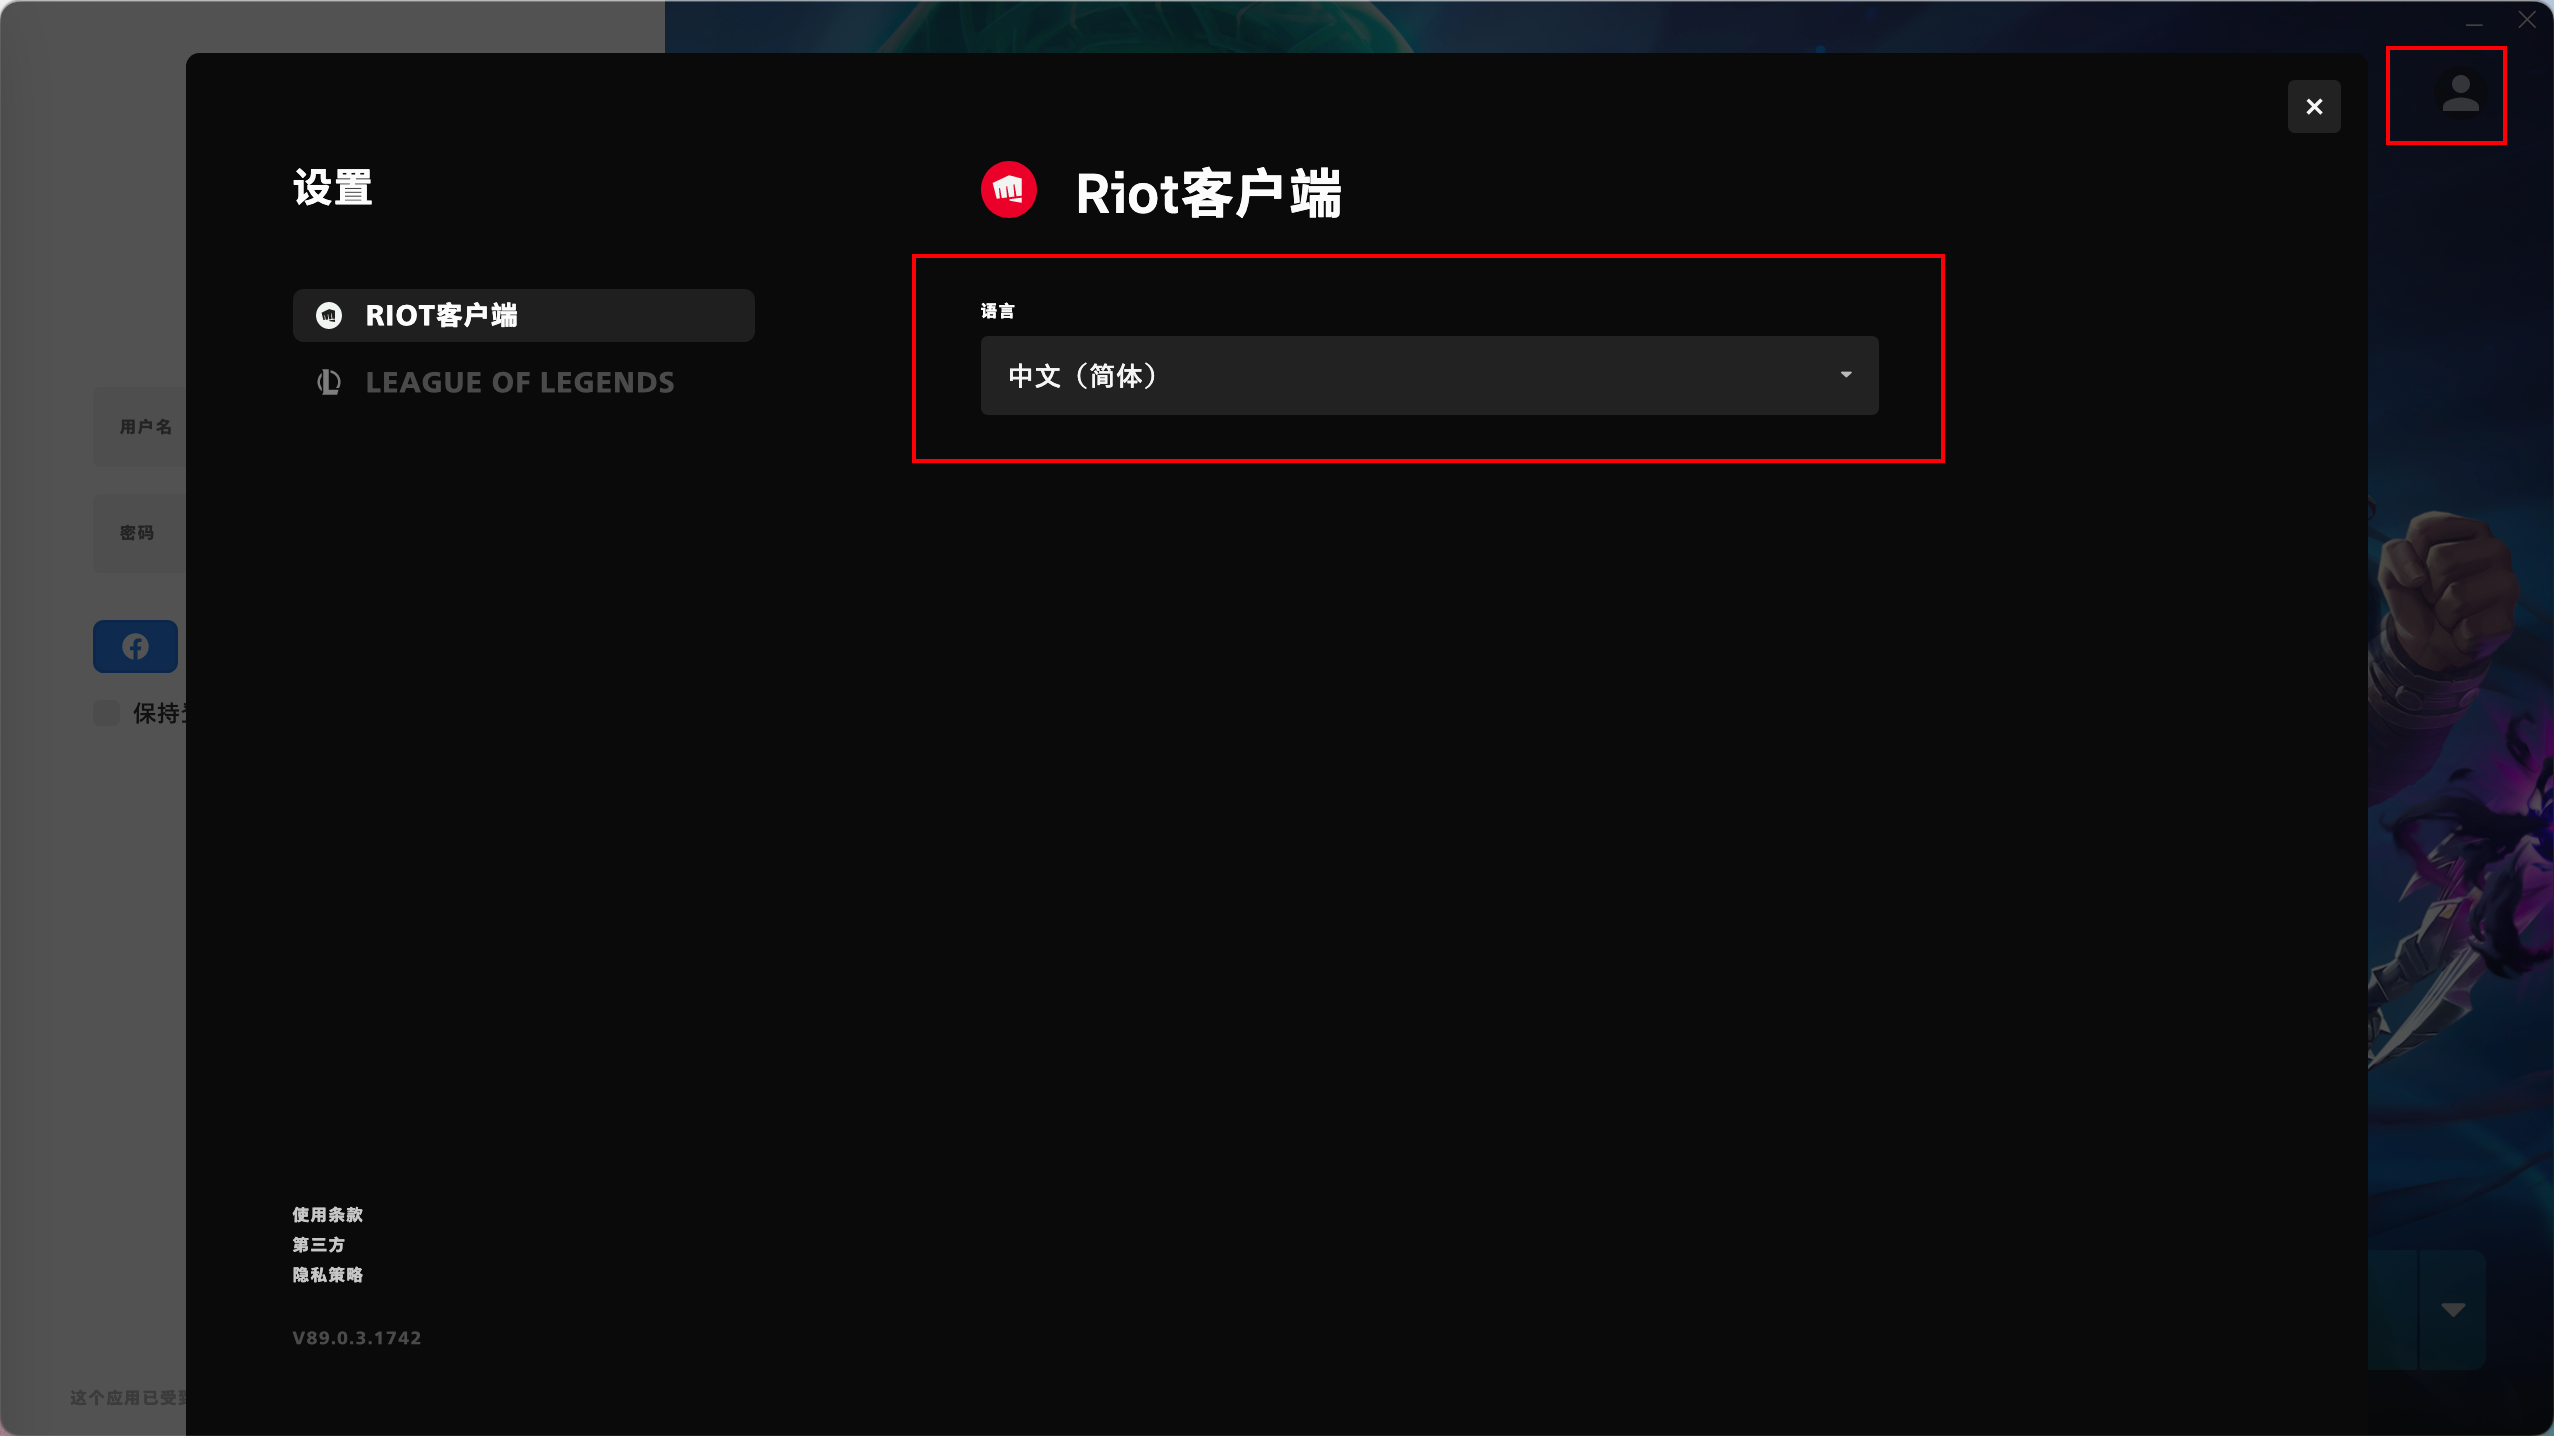 设置
RIOT客户端
LEAGUE OF LEGENDS
Riot客户端
语言
中文（简体）
用户名
密码
保持
使用条款
第三方
隐私策略
V89.0.3.1742
这个应用已受